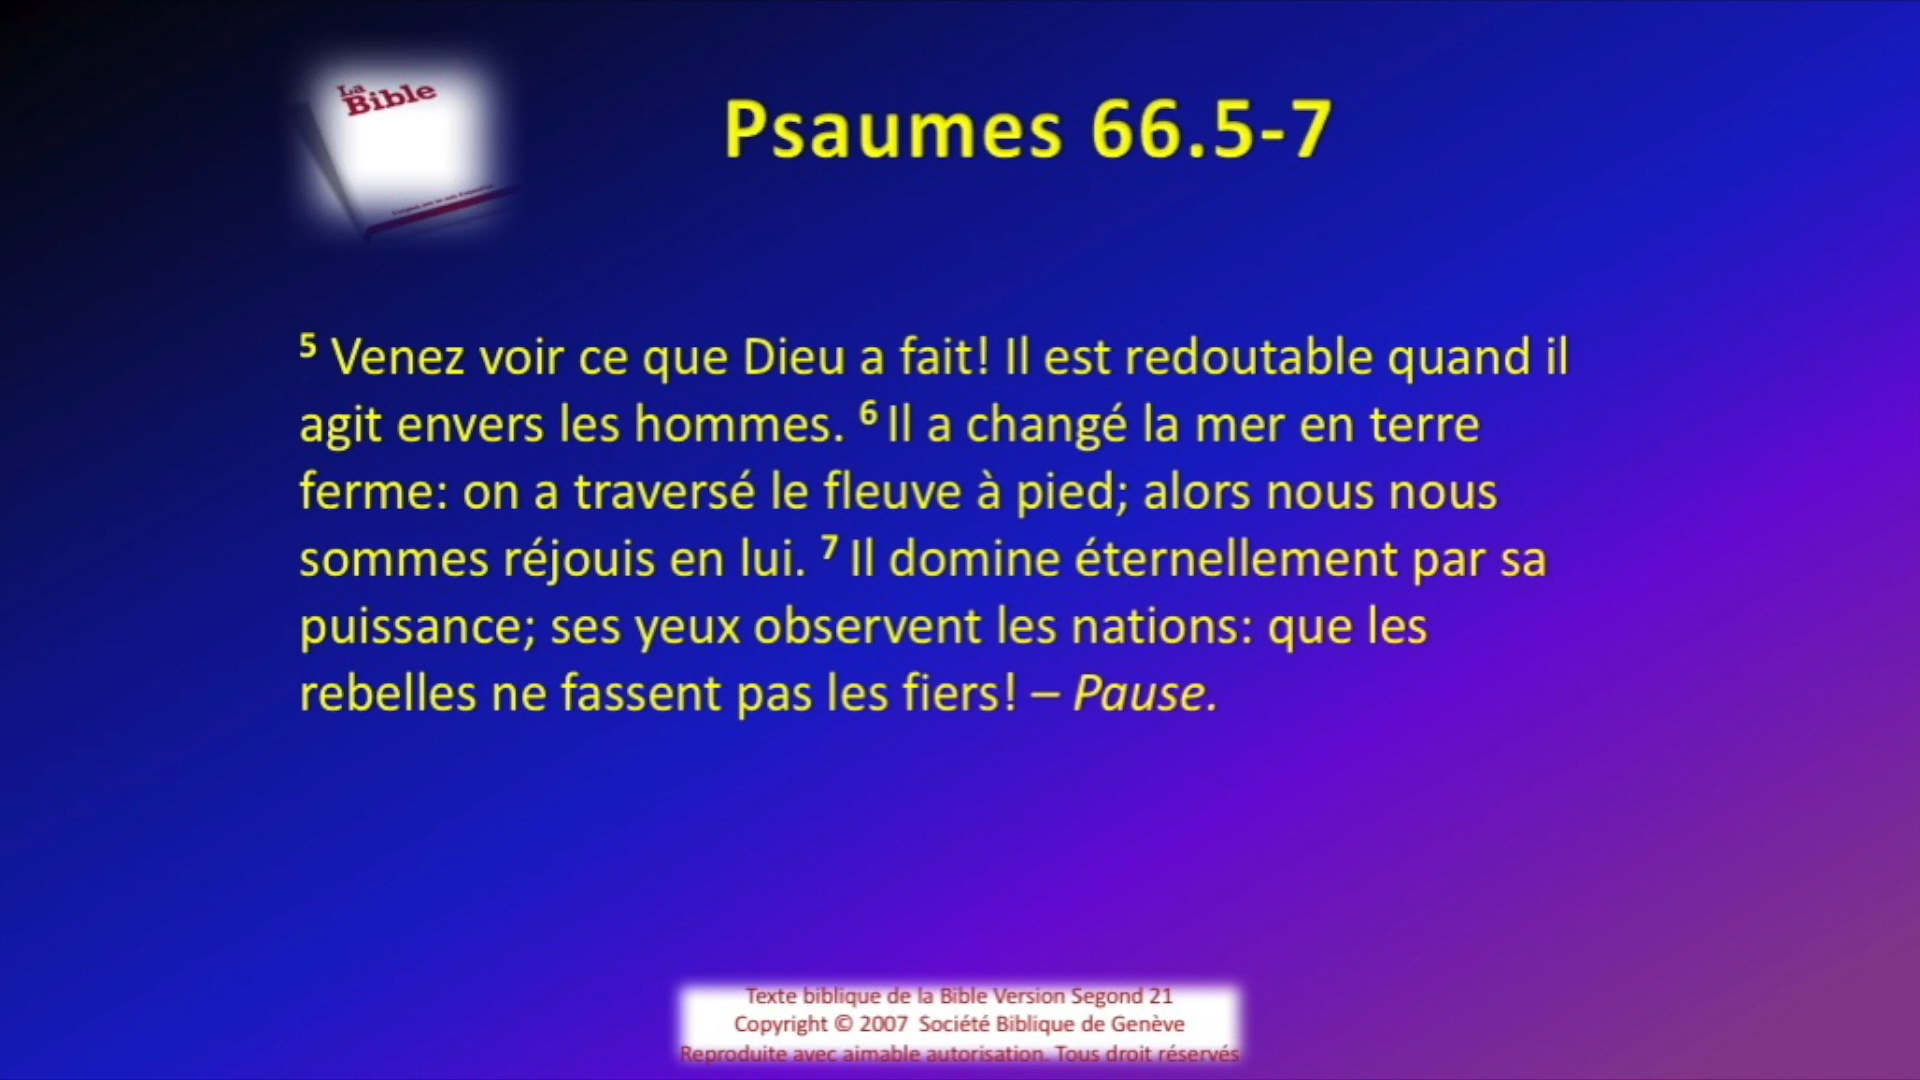 La
Bible
Psaumes 66.5-7
5 Venez voir ce que Dieu a fait! Il est redoutable quand il
agit envers les hommes. 6 Il a changé la mer en terre
ferme: on a traversé le fleuve à pied; alors nous nous
sommes réjouis en lui. 7 Il domine éternellement par sa
puissance; ses yeux observent les nations: que les
rebelles ne fassent pas les fiers! – Pause.
Texte biblique de la Bible Version Segond 21
Copyright © 2007 Société Biblique de Genève
Reproduite avec aimable autorisation. Tous droit réservés